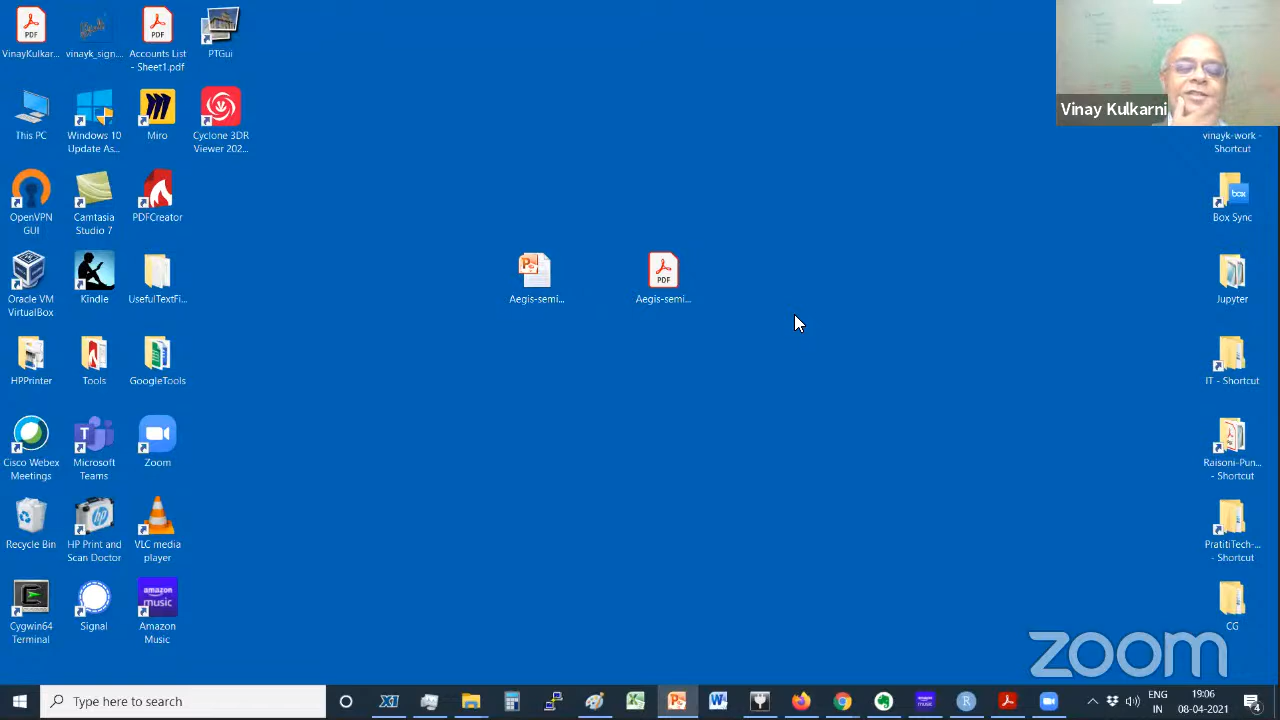 VinayKulkar...
vinayk_sign...
Accounts List
- Sheet1.pdf
PTGui
This PC
Windows 10
Update As...
Miro
Cyclone 3DR
Viewer 202...
OpenVPN
GUI
Camtasia
Studio 7
PDFCreator
Oracle VM
VirtualBox
Kindle
UsefulTextFi...
HPPrinter
Tools
GoogleTools
Cisco Webex
Meetings
Microsoft
Teams
Zoom
Recycle Bin
HP Print and
Scan Doctor
VLC media
player
Cygwin64
Terminal
Signal
amazon
music
Amazon
Music
Aegis-semi...
PDF
Aegis-semi...
Vinay Kulkarni
vinayk-work -
Shortcut
box
Box Sync
Jupyter
IT - Shortcut
Raisoni-Pun...
- Shortcut
PratitiTech-...
- Shortcut
CG
zoom
Type here to search
ENG
IN
19:06
08-04-2021